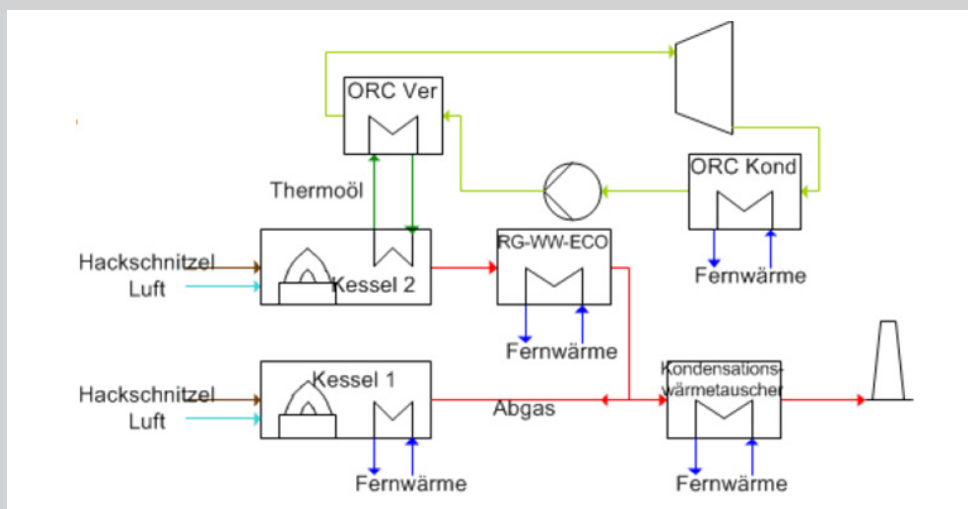 ORC Ver
ORC Kond
Thermoöl
RG-WW-ECO
Hackschnitzel
Luft
Kessel 2
Fernwärme
Fernwärme
Kessel 1
Kondensations-
wärmetauscher
Hackschnitzel
Luft
Abgas
Fernwärme
Fernwärme